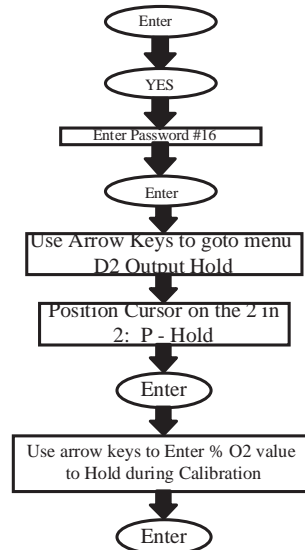 Enter
YES
Enter Password #16
Enter
Use Arrow Keys to goto menu
D2 Output Hold
Position Cursor on the 2 in
2: P - Hold
Enter
Use arrow keys to Enter % O2 value
to Hold during Calibration
Enter